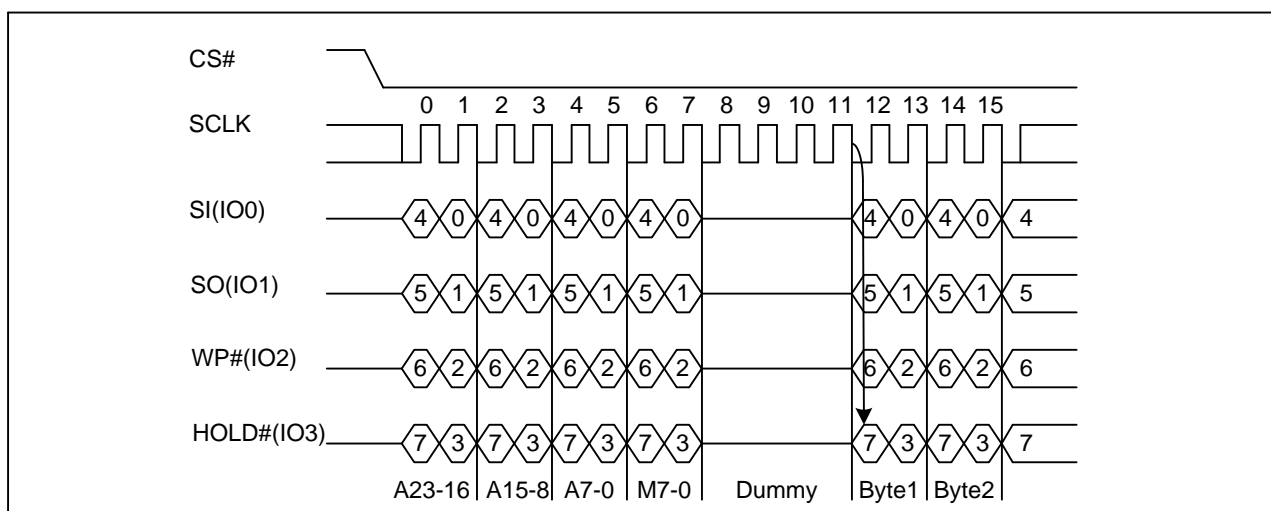 CS#
0 1 2 3 4 5 6 7 8 9 10 11 12 13 14 15
SCLK
SI(IO0) 4 0 4 0 4 0 4 0 4 0 4 0 4
SO(IO1) 5 1 5 1 5 1 5 1 5 1 5 1 5
WP#(IO2) 6 2 6 2 6 2 6 2 6 2 6 2 6
HOLD#(IO3) 7 3 7 3 7 3 7 3 7 3 7 3 7
A23-16 A15-8 A7-0 M7-0 Dummy Byte1 Byte2